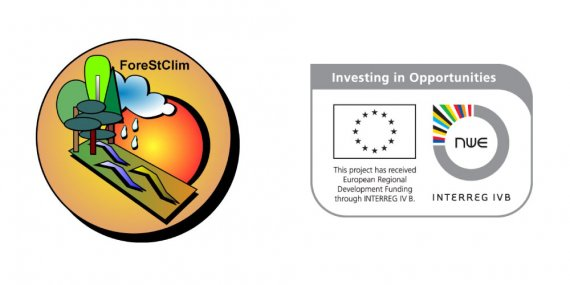 ForeStClim
Investing in Opportunities
This project has received
European Regional
Development Funding
through INTERREG IV B.
NWE
INTERREG IVB